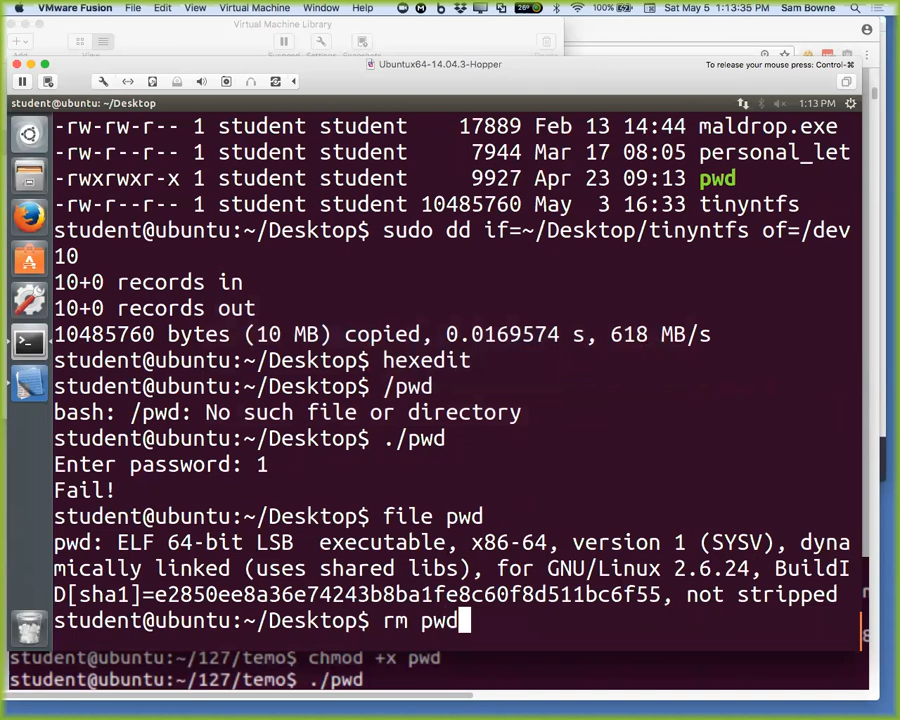 VMware Fusion File Edit View Virtual Machine Window Help 100% Sat May 5 1:13:35 PM Sam Bowne
Virtual Machine Library
Ubuntux64-14.04.03-Hopper
To release your mouse press: Control-⌘
student@ubuntu: ~/Desktop 1:13 PM
-rw-rw-r-- 1 student student 17889 Feb 13 14:44 maldrop.exe
-rw-r--r-- 1 student student 7944 Mar 17 08:05 personal_let
-rwxrwxr-x 1 student student 9927 Apr 23 09:13 pwd
-rw-r--r-- 1 student student 10485760 May 3 16:33 tinyntfs
student@ubuntu:~/Desktop$ sudo dd if=~/Desktop/tinyntfs of=/dev
10
10+0 records in
10+0 records out
10485760 bytes (10 MB) copied, 0.0169574 s, 618 MB/s
student@ubuntu:~/Desktop$ hexedit
student@ubuntu:~/Desktop$ /pwd
bash: /pwd: No such file or directory
student@ubuntu:~/Desktop$ ./pwd
Enter password: 1
Fail!
student@ubuntu:~/Desktop$ file pwd
pwd: ELF 64-bit LSB  executable, x86-64, version 1 (SYSV), dyna
mically linked (uses shared libs), for GNU/Linux 2.6.24, BuildI
D[sha1]=e2850ee8a36e74243b8ba1fe8c60f8d511bc6f55, not stripped
student@ubuntu:~/Desktop$ rm pwd
student@ubuntu:~/127/temo$ chmod +x pwd
student@ubuntu:~/127/temo$ ./pwd